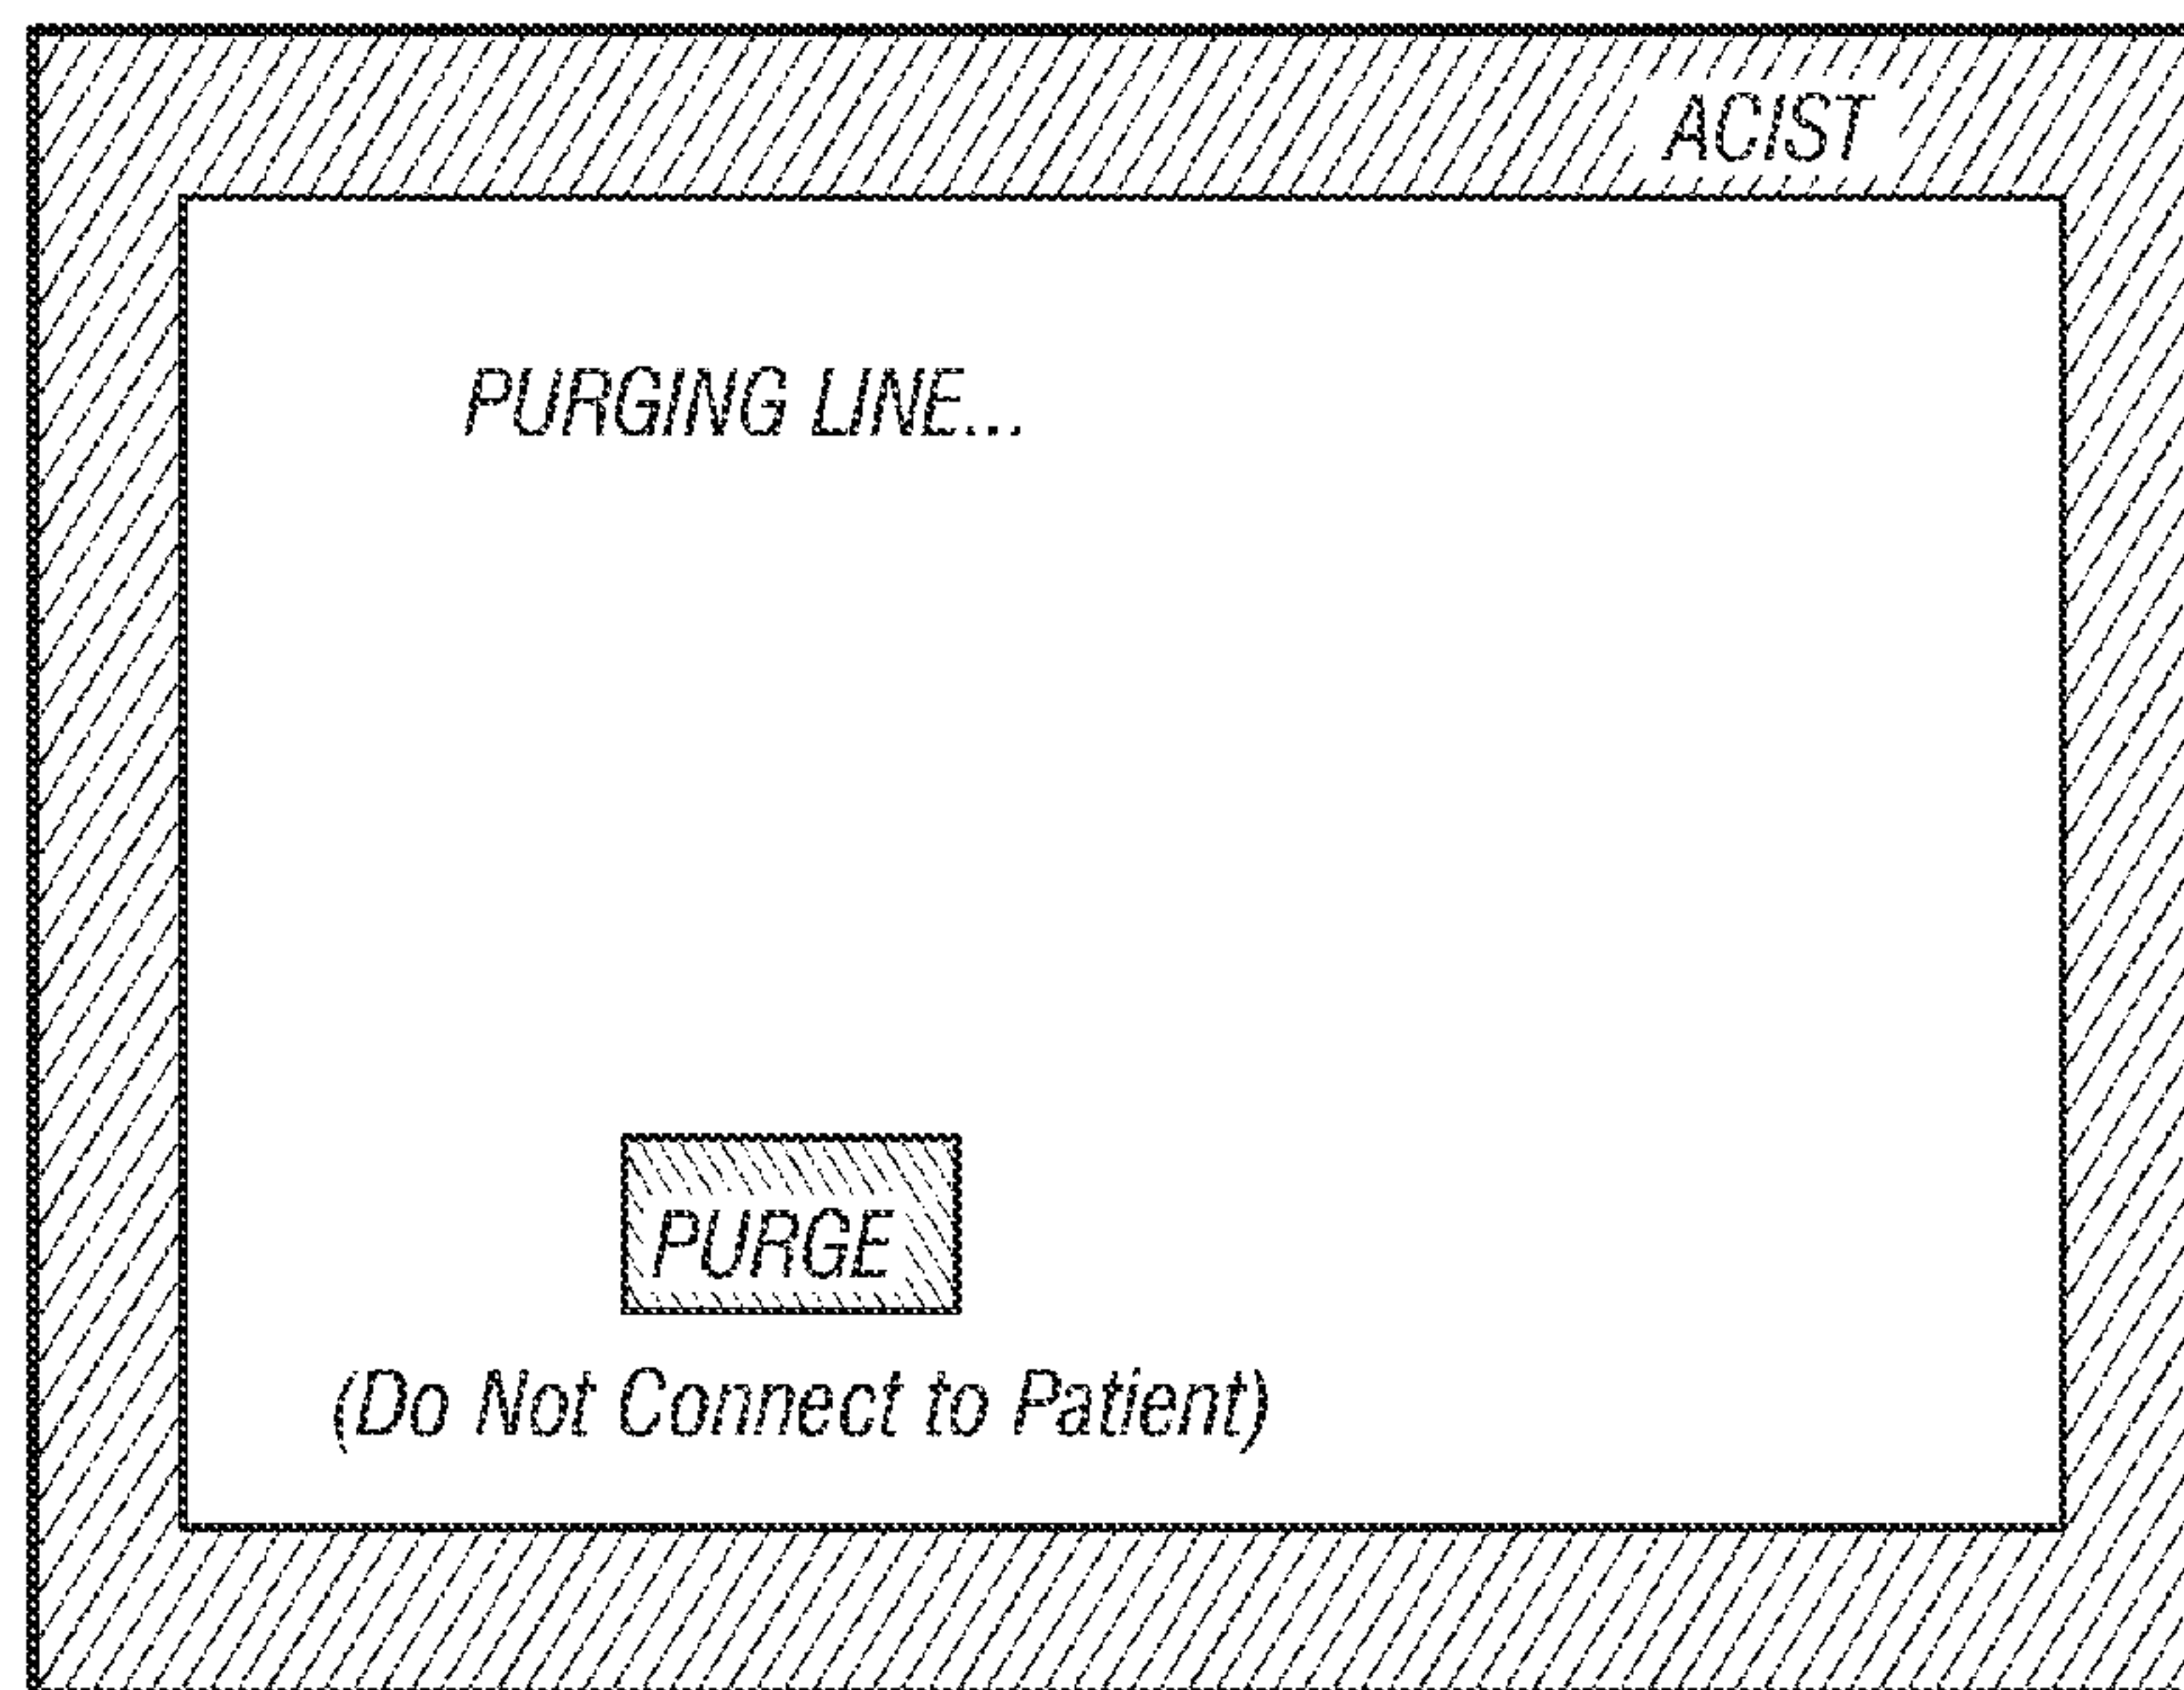 ACIST
PURGING LINE...
PURGE
(Do Not Connect to Patient)